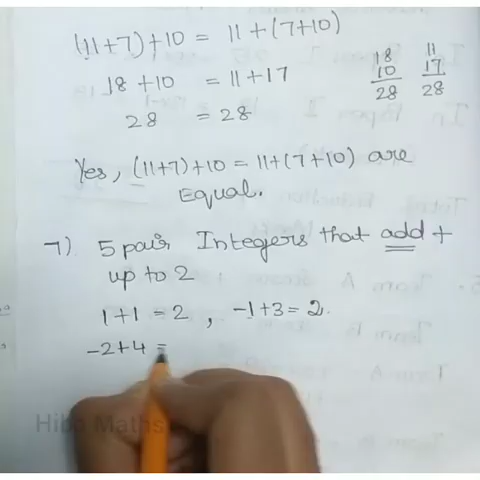 (11+7)+10 = 11+(7+10)
18+10 = 11+17
28 = 28
18
10
28
11
17
28
Yes, (11+7)+10 = 11+(7+10) are
Equal.
7) 5 pair Integers that add +
up to 2
1+1 = 2 , -1+3 = 2.
-2+4 =
Hiba Maths